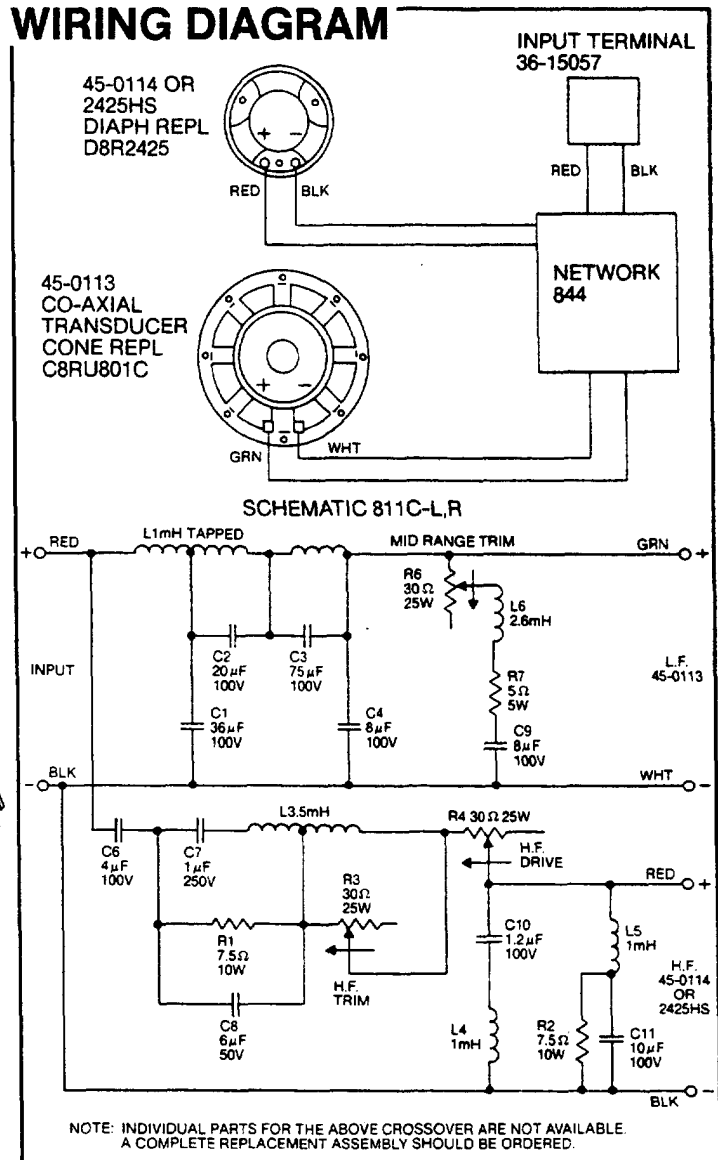 WIRING DIAGRAM
45-0114 OR
2425HS
DIAPH REPL
D8R2425
+ −
RED BLK
INPUT TERMINAL
36-15057
RED BLK
NETWORK
844
45-0113
CO-AXIAL
TRANSDUCER
CONE REPL
C8RU801C
+ −
GRN WHT
SCHEMATIC 811C-L,R
+ RED
L1mH TAPPED
MID RANGE TRIM
GRN +
R6
30Ω
25W
L6
2.6mH
C2
20µF
100V
C3
75µF
100V
INPUT
L.F.
45-0113
R7
5Ω
5W
C1
36µF
100V
C4
8µF
100V
C9
8µF
100V
− BLK
WHT −
C6
4µF
100V
C7
1µF
250V
L3.5mH
R4 30Ω 25W
H.F.
DRIVE
RED +
R3
30Ω
25W
R1
7.5Ω
10W
H.F.
TRIM
C8
6µF
50V
C10
1.2µF
100V
L5
1mH
H.F.
45-0114
OR
2425HS
L4
1mH
R2
7.5Ω
10W
C11
10µF
100V
BLK −
NOTE: INDIVIDUAL PARTS FOR THE ABOVE CROSSOVER ARE NOT AVAILABLE.
A COMPLETE REPLACEMENT ASSEMBLY SHOULD BE ORDERED.